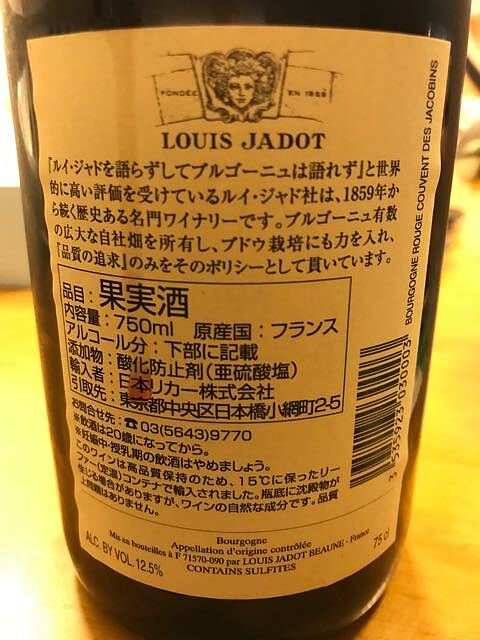 FONDÉE EN 1859
LOUIS JADOT
『ルイ・ジャドを語らずしてブルゴーニュは語れず』と世界
的に高い評価を受けているルイ・ジャド社は、1859年か
ら続く歴史ある名門ワイナリーです。ブルゴーニュ有数
の広大な自社畑を所有し、ブドウ栽培にも力を入れ、
『品質の追求』のみをそのポリシーとして貫いています。
品目：果実酒
内容量：750ml 原産国：フランス
アルコール分：下部に記載
添加物：酸化防止剤（亜硫酸塩）
輸入者：日本リカー株式会社
引取先：東京都中央区日本橋小網町2-5
お問合せ先：☎03(5643)9770
※飲酒は20歳になってから。
※妊娠中・授乳期の飲酒はやめましょう。
このワインは高品質保持のため、15℃に保ったリー
ファー（定温）コンテナで輸入されました。瓶底に沈殿物が
生じる場合がありますが、ワインの自然な成分です。品質
上問題はありません。
BOURGOGNE ROUGE COUVENT DES JACOBINS
3 535923 039003
Bourgogne
Appellation d'origine contrôlée
Mis en bouteilles à F 71570-090 par LOUIS JADOT BEAUNE - France
CONTAINS SULFITES
ALC. BY VOL. 12.5%
75 cl